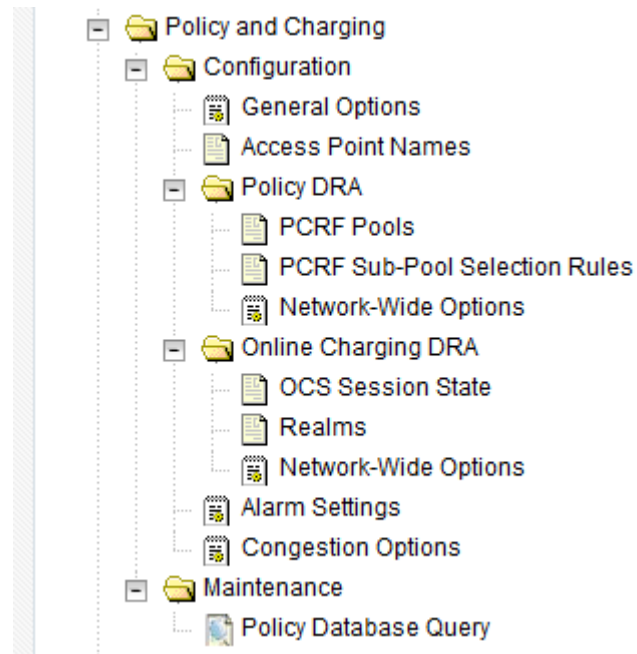 Policy and Charging
Configuration
General Options
Access Point Names
Policy DRA
PCRF Pools
PCRF Sub-Pool Selection Rules
Network-Wide Options
Online Charging DRA
OCS Session State
Realms
Network-Wide Options
Alarm Settings
Congestion Options
Maintenance
Policy Database Query